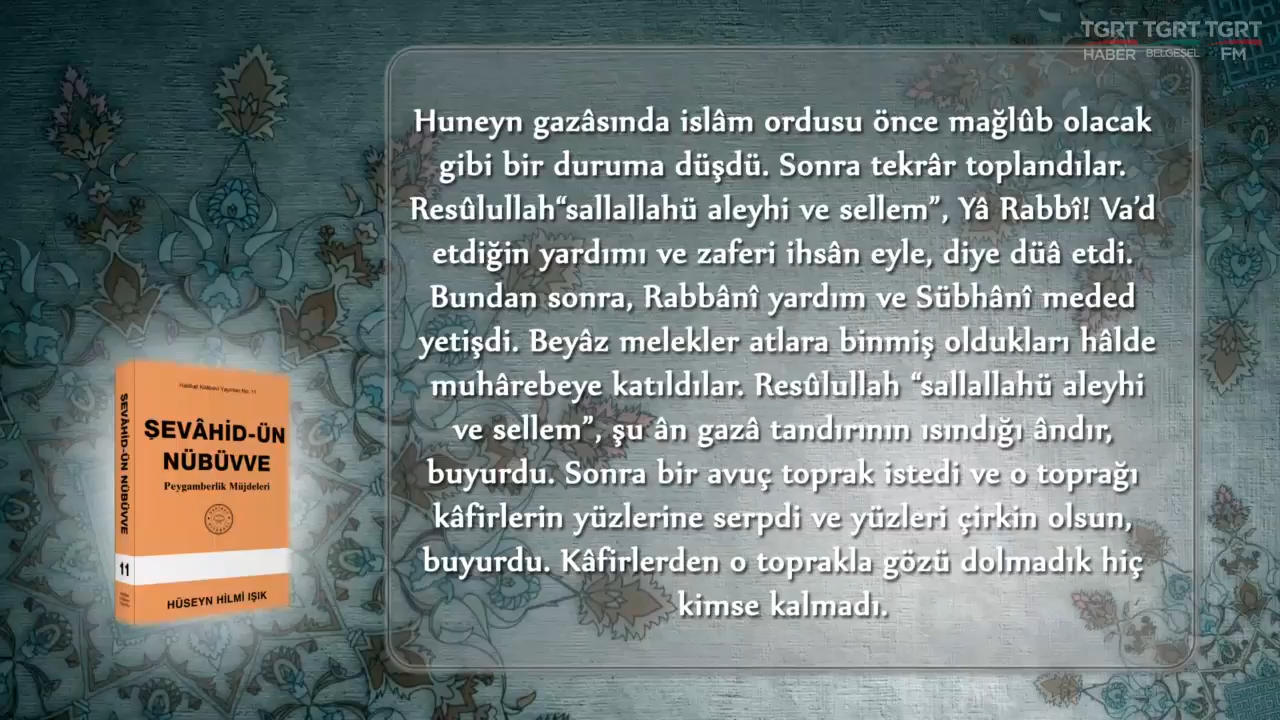 TGRT TGRT TGRT
HABER BELGESEL FM
Huneyn gazâsında islâm ordusu önce mağlûb olacak
gibi bir duruma düşdü. Sonra tekrâr toplandılar.
Resûlullah“sallallahü aleyhi ve sellem”, Yâ Rabbî! Va’d
etdiğin yardımı ve zaferi ihsân eyle, diye düâ etdi.
Bundan sonra, Rabbânî yardım ve Sübhânî meded
yetişdi. Beyâz melekler atlara binmiş oldukları hâlde
muhârebeye katıldılar. Resûlullah “sallallahü aleyhi
ve sellem”, şu ân gazâ tandırının ısındığı ândır,
buyurdu. Sonra bir avuç toprak istedi ve o toprağı
kâfirlerin yüzlerine serpdi ve yüzleri çirkin olsun,
buyurdu. Kâfirlerden o toprakla gözü dolmadık hiç
kimse kalmadı.
Hakîkat Kitâbevi Yayınları No: 11
ŞEVÂHİD-ÜN
NÜBÜVVE
Peygamberlik Müjdeleri
HÜSEYN HİLMİ IŞIK
ŞEVÂHİD-ÜN NÜBÜVVE
11